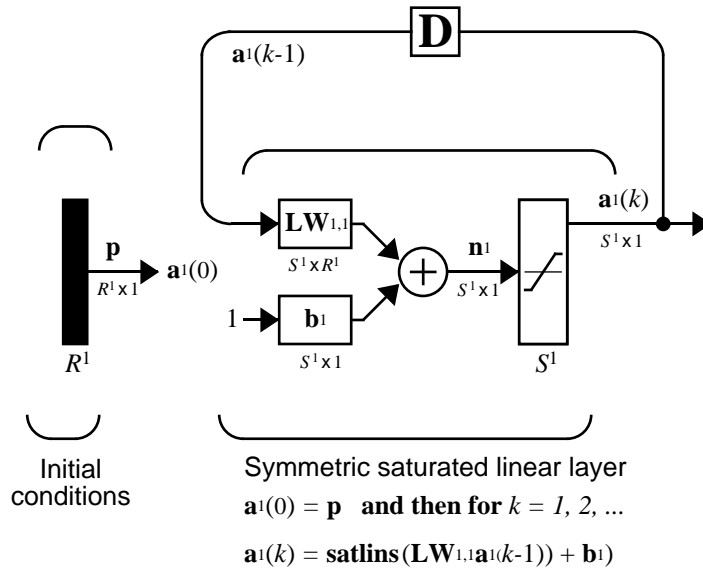 D
a¹(k-1)
a¹(k)
p
a¹(0)
R¹ x 1
R¹
LW₁,₁
S¹ x R¹
n¹
S¹ x 1
S¹ x 1
1
b¹
S¹ x 1
S¹
Initial
conditions
Symmetric saturated linear layer
a¹(0) = p and then for k = 1, 2, ...
a¹(k) = satlins(LW₁,₁a¹(k-1)) + b¹)